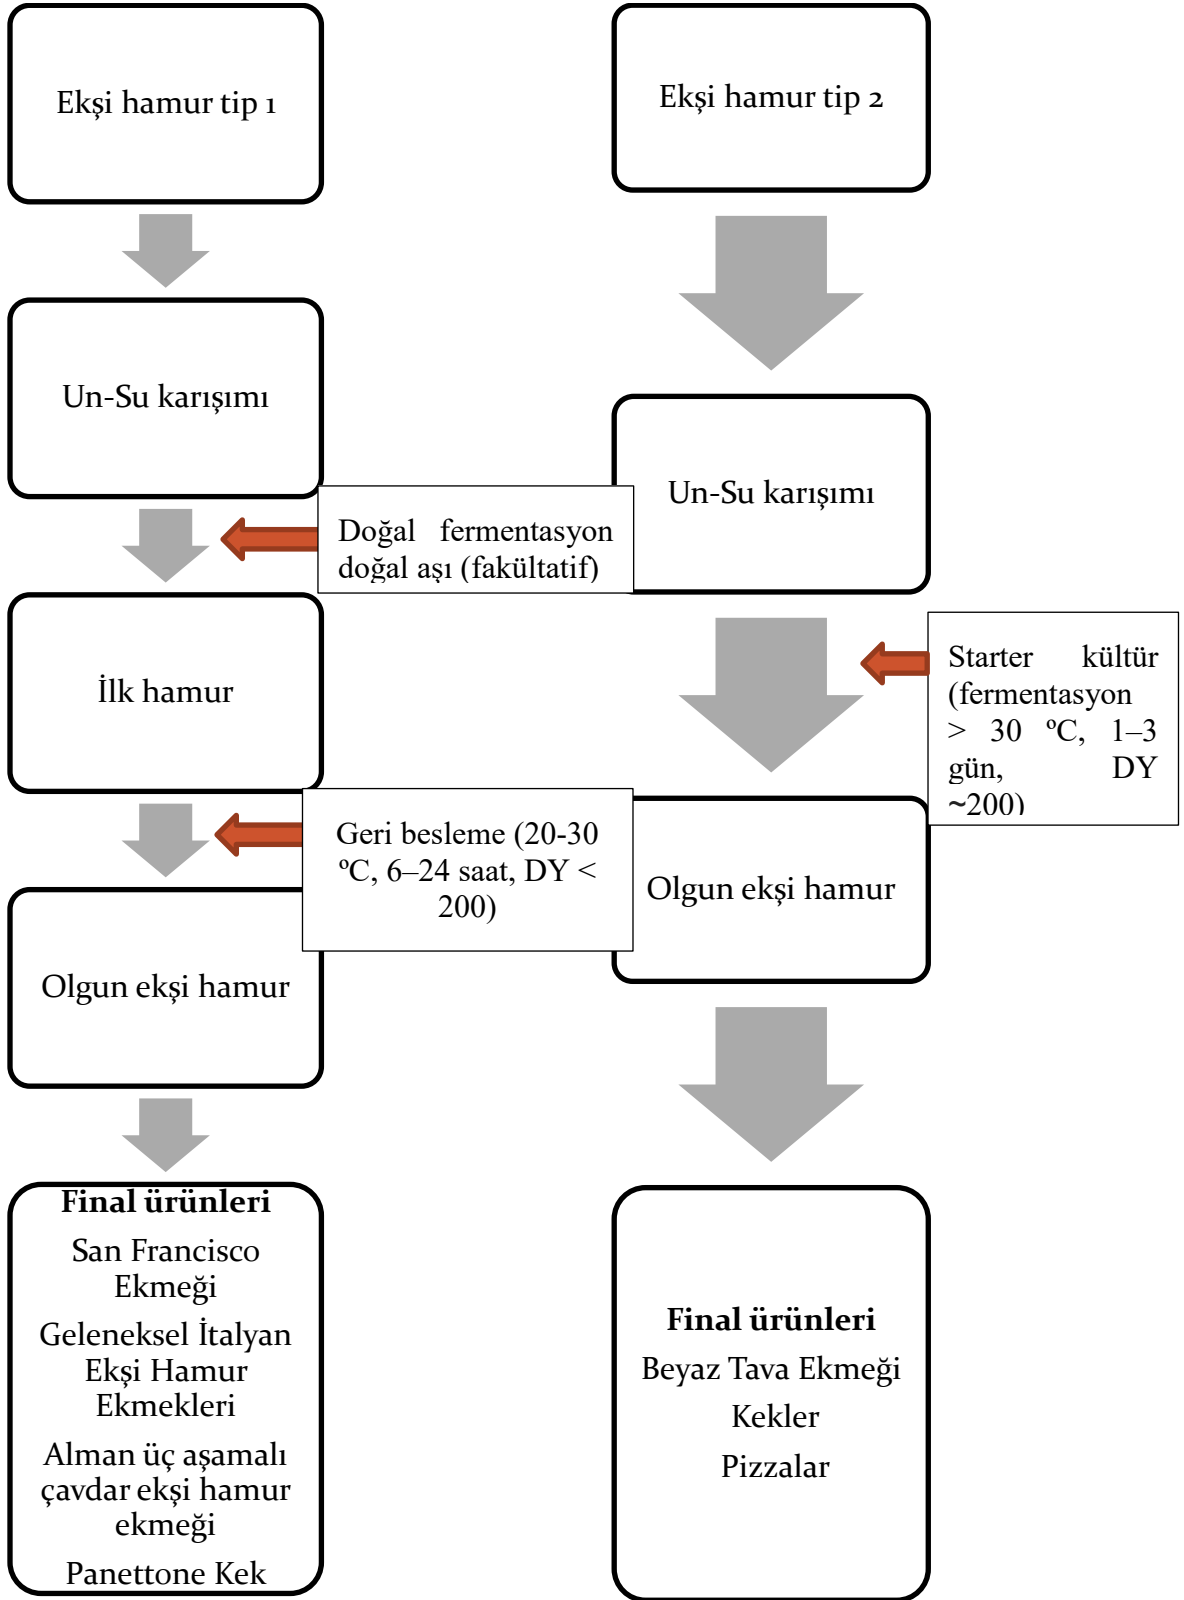 Ekşi hamur tip 1
Un-Su karışımı
Doğal fermentasyon
doğal aşı (fakültatif)
İlk hamur
Geri besleme (20-30
ºC, 6–24 saat, DY <
200)
Olgun ekşi hamur
Final ürünleri
San Francisco
Ekmeği
Geleneksel İtalyan
Ekşi Hamur
Ekmekleri
Alman üç aşamalı
çavdar ekşi hamur
ekmeği
Panettone Kek
Ekşi hamur tip 2
Un-Su karışımı
Starter kültür
(fermentasyon
> 30 ºC, 1–3
gün, DY
~200)
Olgun ekşi hamur
Final ürünleri
Beyaz Tava Ekmeği
Kekler
Pizzalar